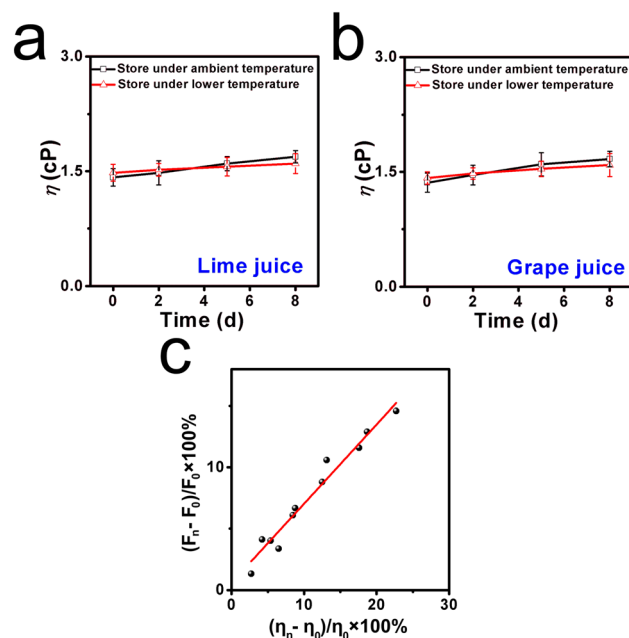 a
3.0
1.5
0.0
η (cP)
Store under ambient temperature
Store under lower temperature
Lime juice
0 2 4 6 8
Time (d)
b
3.0
1.5
0.0
η (cP)
Store under ambient temperature
Store under lower temperature
Grape juice
0 2 4 6 8
Time (d)
c
(Fn- F0)/F0×100%
10
0
0 10 20 30
(ηn- η0)/η0×100%